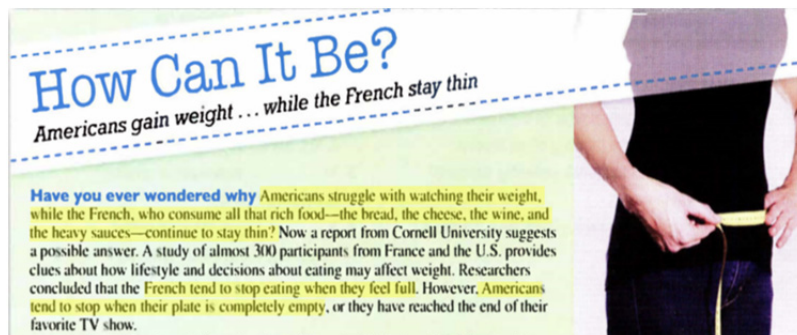 How Can It Be?
Americans gain weight ... while the French stay thin
Have you ever wondered why Americans struggle with watching their weight,
while the French, who consume all that rich food—the bread, the cheese, the wine, and
the heavy sauces—continue to stay thin? Now a report from Cornell University suggests
a possible answer. A study of almost 300 participants from France and the U.S. provides
clues about how lifestyle and decisions about eating may affect weight. Researchers
concluded that the French tend to stop eating when they feel full. However, Americans
tend to stop when their plate is completely empty, or they have reached the end of their
favorite TV show.